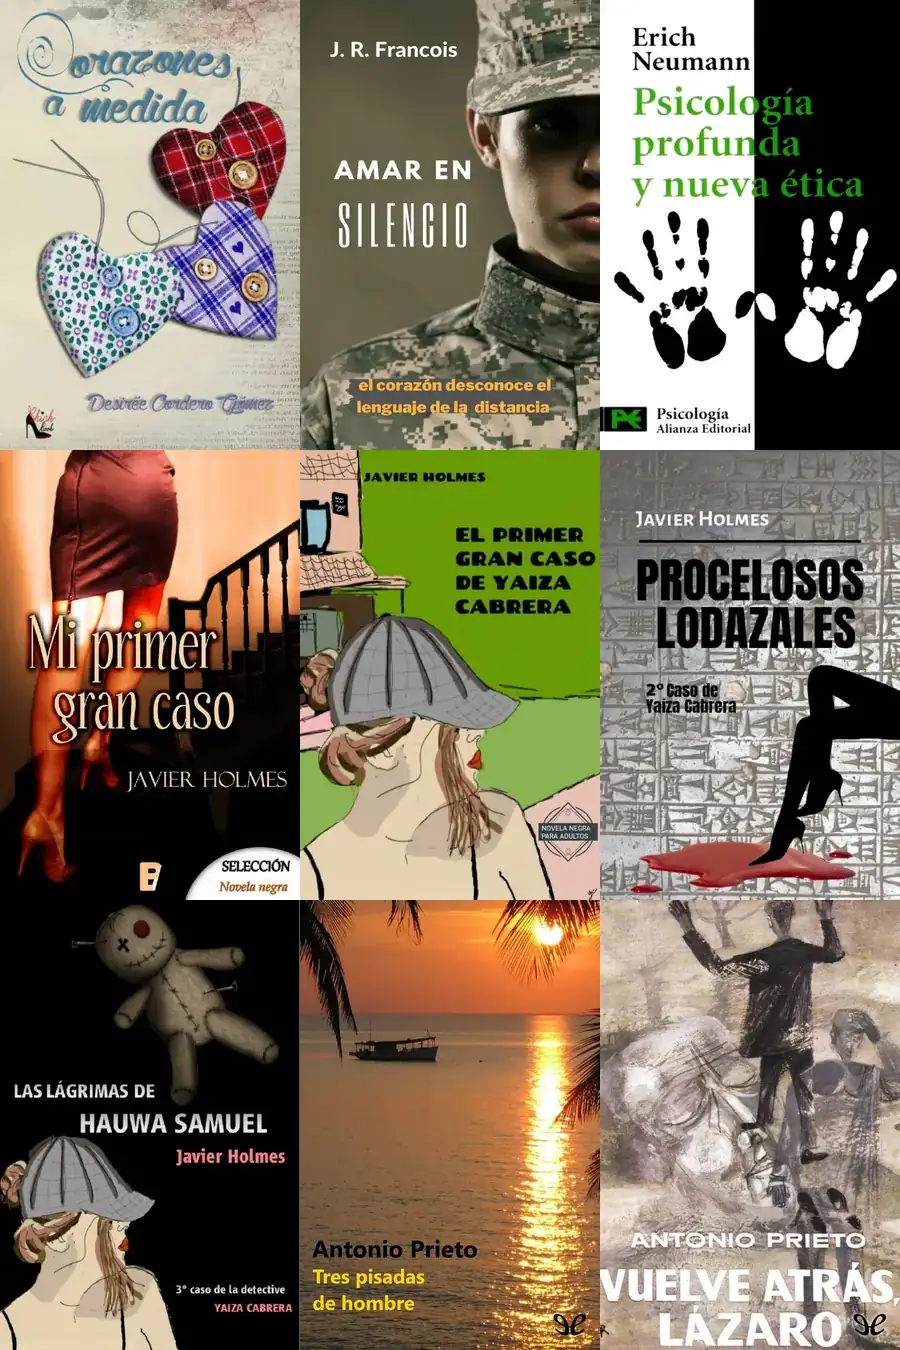 Corazones
a medida
Desirée Cordero Gómez
Chick
Book
J. R. Francois
AMAR EN
SILENCIO
el corazón desconoce el
lenguaje de la distancia
Erich
Neumann
Psicología
profunda
y nueva ética
Psicología
Alianza Editorial
Mi primer
gran caso
JAVIER HOLMES
B
SELECCIÓN
Novela negra
JAVIER HOLMES
EL PRIMER
GRAN CASO
DE YAIZA
CABRERA
NOVELA NEGRA
PARA ADULTOS
JAVIER HOLMES
PROCELOSOS
LODAZALES
2º Caso de
Yaiza Cabrera
LAS LÁGRIMAS DE
HAUWA SAMUEL
Javier Holmes
3º caso de la detective
YAIZA CABRERA
Antonio Prieto
Tres pisadas
de hombre
ANTONIO PRIETO
VUELVE ATRÁS,
LÁZARO